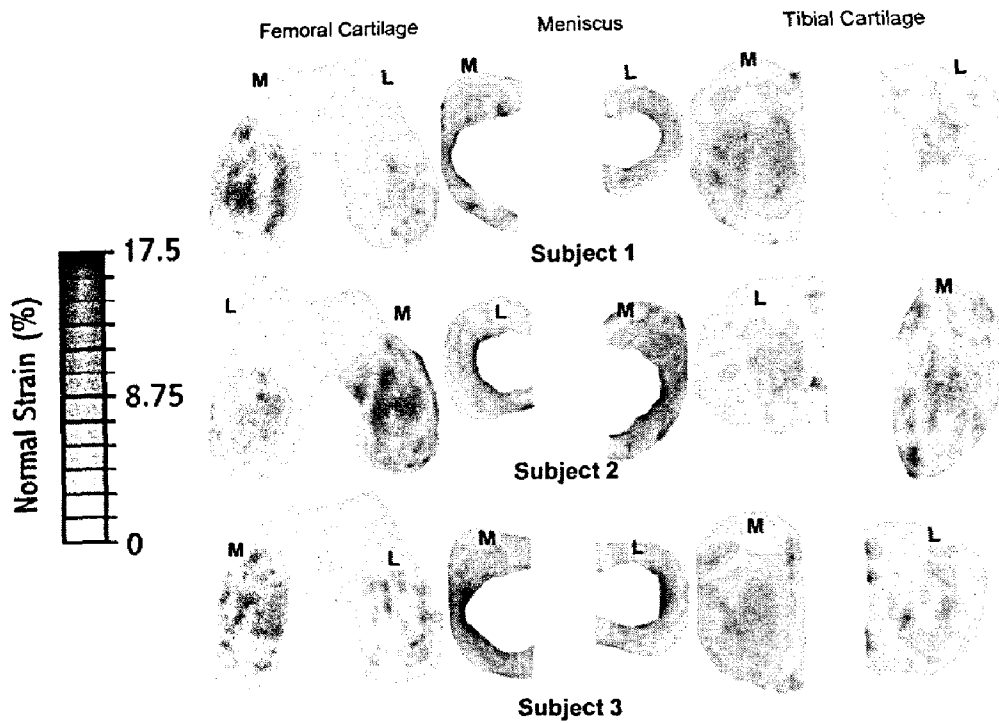 Femoral Cartilage
Meniscus
Tibial Cartilage
M
L
M
L
M
L
Subject 1
17.5
8.75
0
Normal Strain (%)
L
M
L
M
L
M
Subject 2
M
L
M
L
M
L
Subject 3